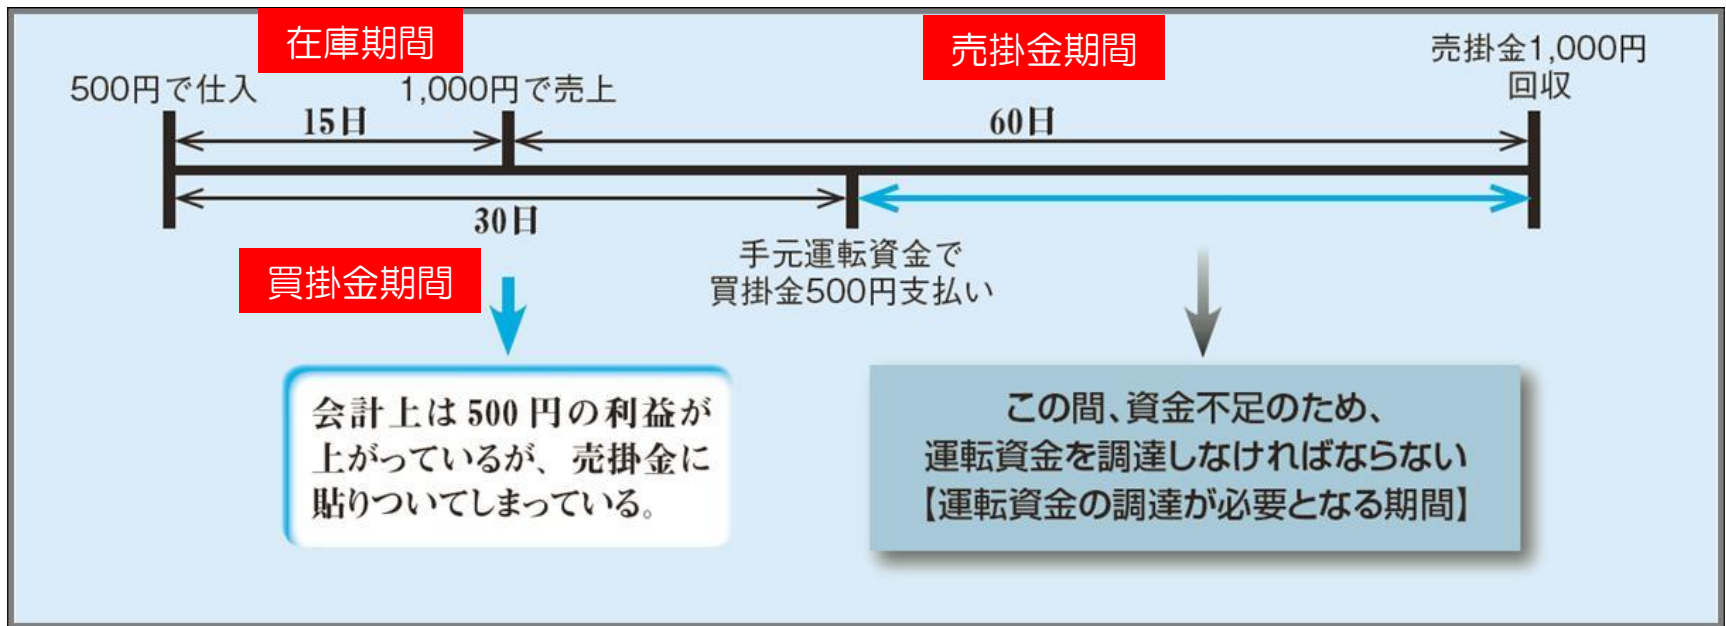 在庫期間
売掛金期間
500円で仕入
1,000円で売上
売掛金1,000円
回収
15日
60日
30日
買掛金期間
手元運転資金で
買掛金500円支払い
会計上は500円の利益が
上がっているが、売掛金に
貼りついてしまっている。
この間、資金不足のため、
運転資金を調達しなければならない
【運転資金の調達が必要となる期間】